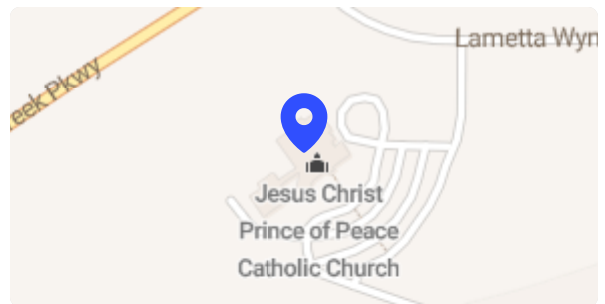 Lametta Wyn
eek Pkwy
Jesus Christ
Prince of Peace
Catholic Church